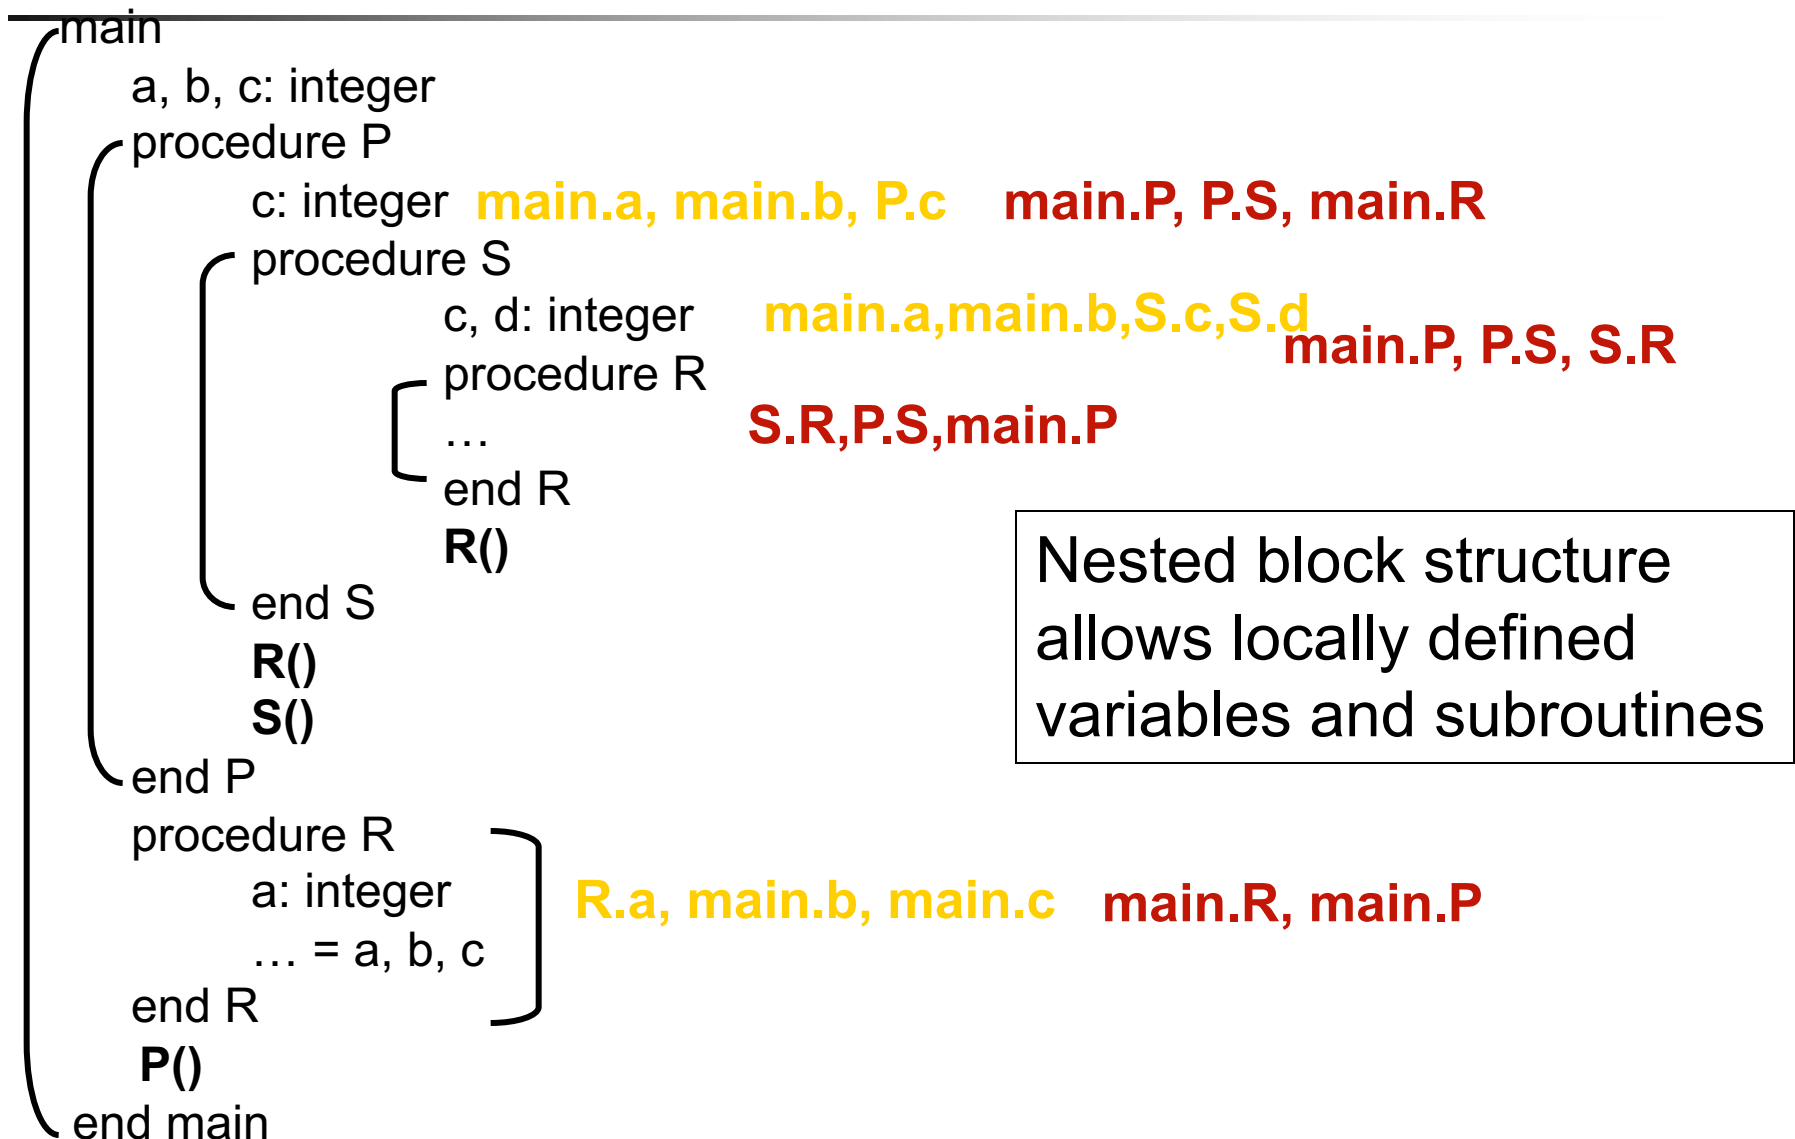 main
a, b, c: integer
procedure P
c: integer main.a, main.b, P.c main.P, P.S, main.R
procedure S
c, d: integer main.a,main.b,S.c,S.d
main.P, P.S, S.R
procedure R
… S.R,P.S,main.P
end R
R()
end S
R()
S()
end P
Nested block structure
allows locally defined
variables and subroutines
procedure R
a: integer R.a, main.b, main.c main.R, main.P
… = a, b, c
end R
P()
end main